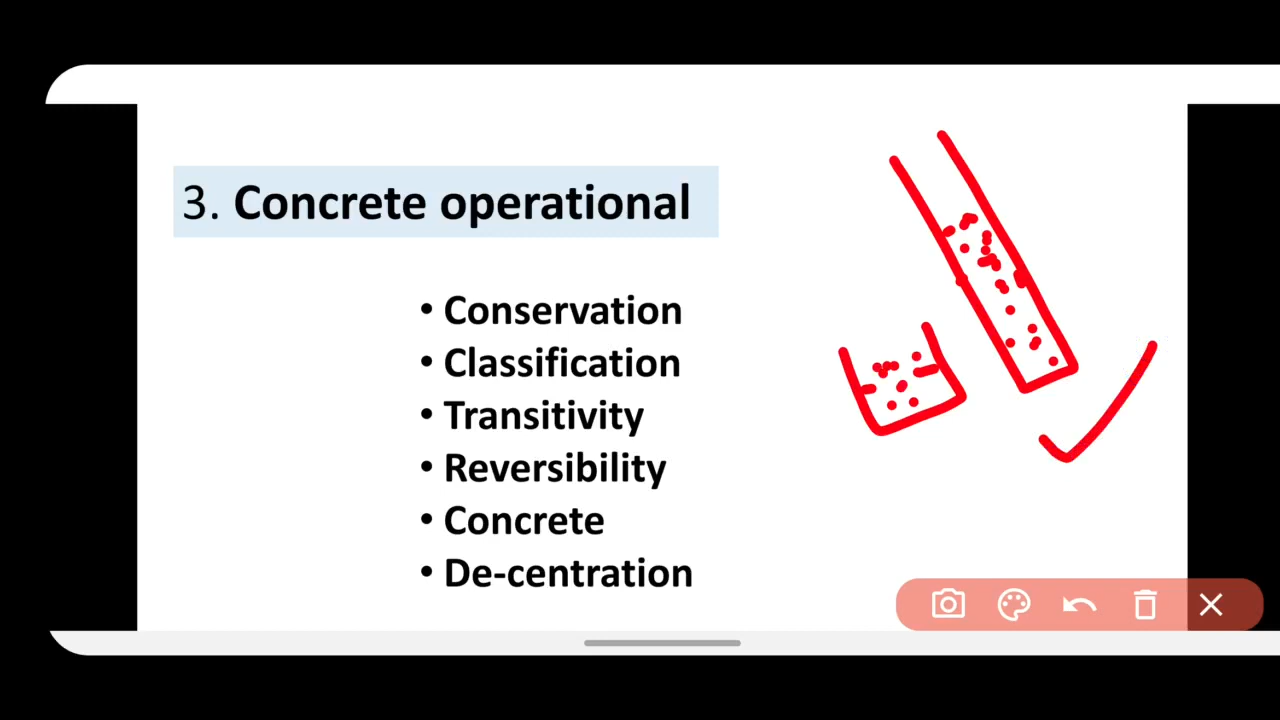 3. Concrete operational
• Conservation
• Classification
• Transitivity
• Reversibility
• Concrete
• De-centration